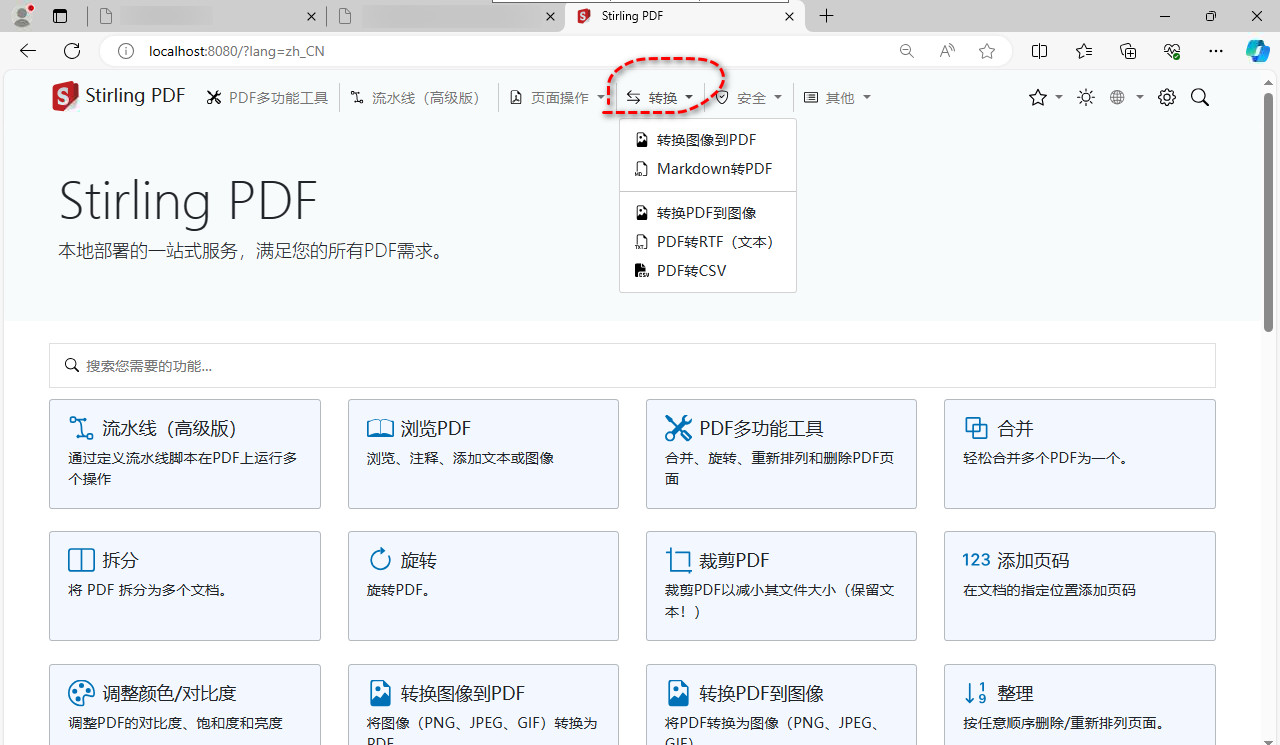 Stirling PDF
localhost:8080/?lang=zh_CN
Stirling PDF
PDF多功能工具
流水线（高级版）
页面操作
转换
安全
其他
转换图像到PDF
Markdown转PDF
转换PDF到图像
PDF转RTF（文本）
PDF转CSV
Stirling PDF
本地部署的一站式服务，满足您的所有PDF需求。
搜索您需要的功能...
流水线（高级版）
通过定义流水线脚本在PDF上运行多
个操作
浏览PDF
浏览、注释、添加文本或图像
PDF多功能工具
合并、旋转、重新排列和删除PDF页
面
合并
轻松合并多个PDF为一个。
拆分
将 PDF 拆分为多个文档。
旋转
旋转PDF。
裁剪PDF
裁剪PDF以减小其文件大小（保留文
本！）
123 添加页码
在文档的指定位置添加页码
调整颜色/对比度
调整PDF的对比度、饱和度和亮度
转换图像到PDF
将图像（PNG、JPEG、GIF）转换为
PDF
转换PDF到图像
将PDF转换为图像（PNG、JPEG、
GIF）
整理
按任意顺序删除/重新排列页面。